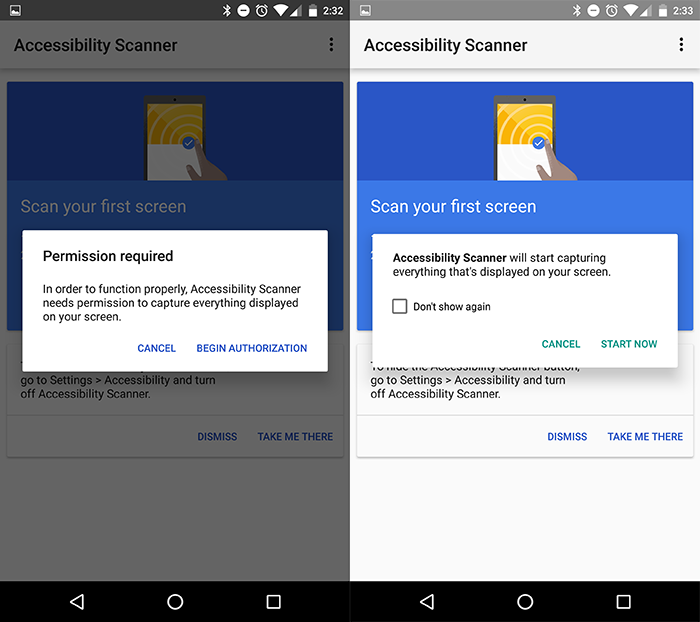 2:32
Accessibility Scanner
Scan your first screen
Permission required
In order to function properly, Accessibility Scanner
needs permission to capture everything displayed
on your screen.
CANCEL BEGIN AUTHORIZATION
go to Settings > Accessibility and turn
off Accessibility Scanner.
DISMISS TAKE ME THERE
2:33
Accessibility Scanner
Scan your first screen
Accessibility Scanner will start capturing
everything that's displayed on your screen.
Don't show again
CANCEL START NOW
To hide the Accessibility Scanner button,
go to Settings > Accessibility and turn
off Accessibility Scanner.
DISMISS TAKE ME THERE